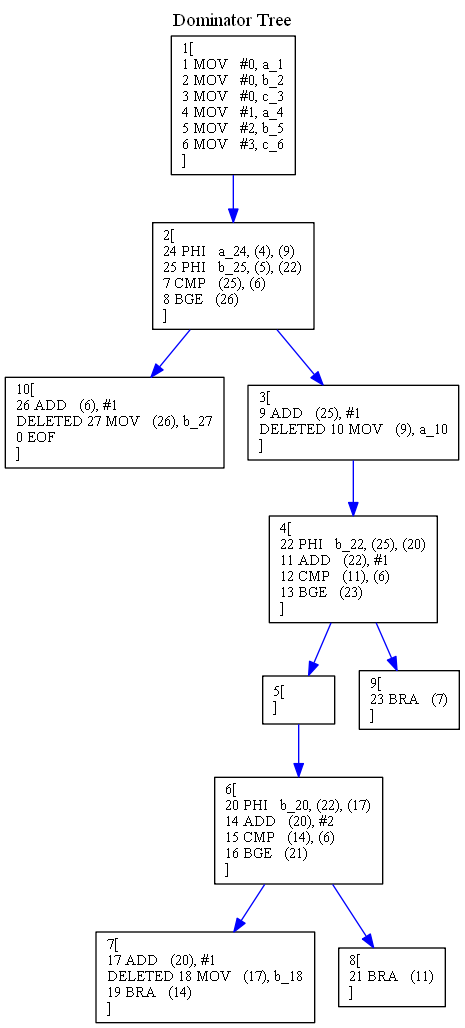 Dominator Tree
1[
1 MOV #0, a_1
2 MOV #0, b_2
3 MOV #0, c_3
4 MOV #1, a_4
5 MOV #2, b_5
6 MOV #3, c_6
]
2[
24 PHI a_24, (4), (9)
25 PHI b_25, (5), (22)
7 CMP (25), (6)
8 BGE (26)
]
10[
26 ADD (6), #1
DELETED 27 MOV (26), b_27
0 EOF
]
3[
9 ADD (25), #1
DELETED 10 MOV (9), a_10
]
4[
22 PHI b_22, (25), (20)
11 ADD (22), #1
12 CMP (11), (6)
13 BGE (23)
]
5[
]
9[
23 BRA (7)
]
6[
20 PHI b_20, (22), (17)
14 ADD (20), #2
15 CMP (14), (6)
16 BGE (21)
]
7[
17 ADD (20), #1
DELETED 18 MOV (17), b_18
19 BRA (14)
]
8[
21 BRA (11)
]